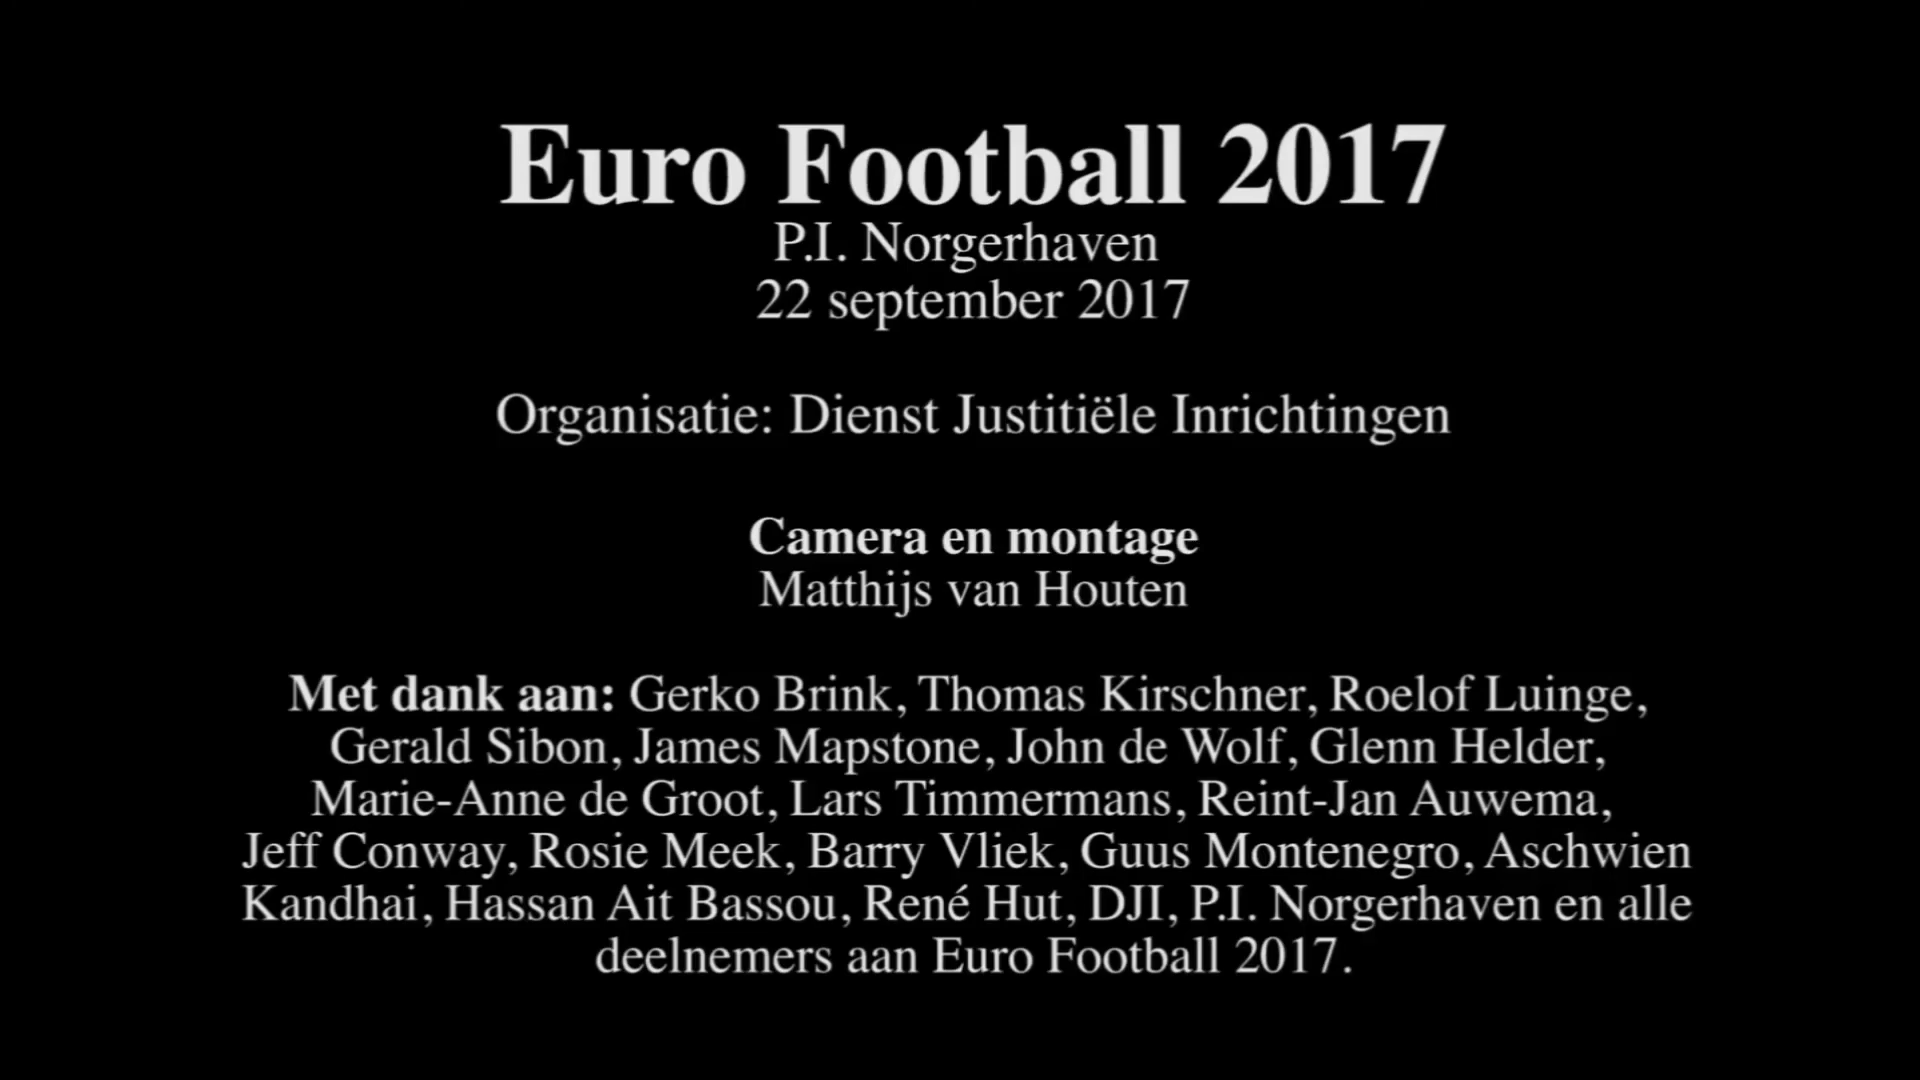 Euro Football 2017
P.I. Norgerhaven
22 september 2017
Organisatie: Dienst Justitiële Inrichtingen
Camera en montage
Matthijs van Houten
Met dank aan: Gerko Brink, Thomas Kirschner, Roelof Luinge,
Gerald Sibon, James Mapstone, John de Wolf, Glenn Helder,
Marie-Anne de Groot, Lars Timmermans, Reint-Jan Auwema,
Jeff Conway, Rosie Meek, Barry Vliek, Guus Montenegro, Aschwien
Kandhai, Hassan Ait Bassou, René Hut, DJI, P.I. Norgerhaven en alle
deelnemers aan Euro Football 2017.